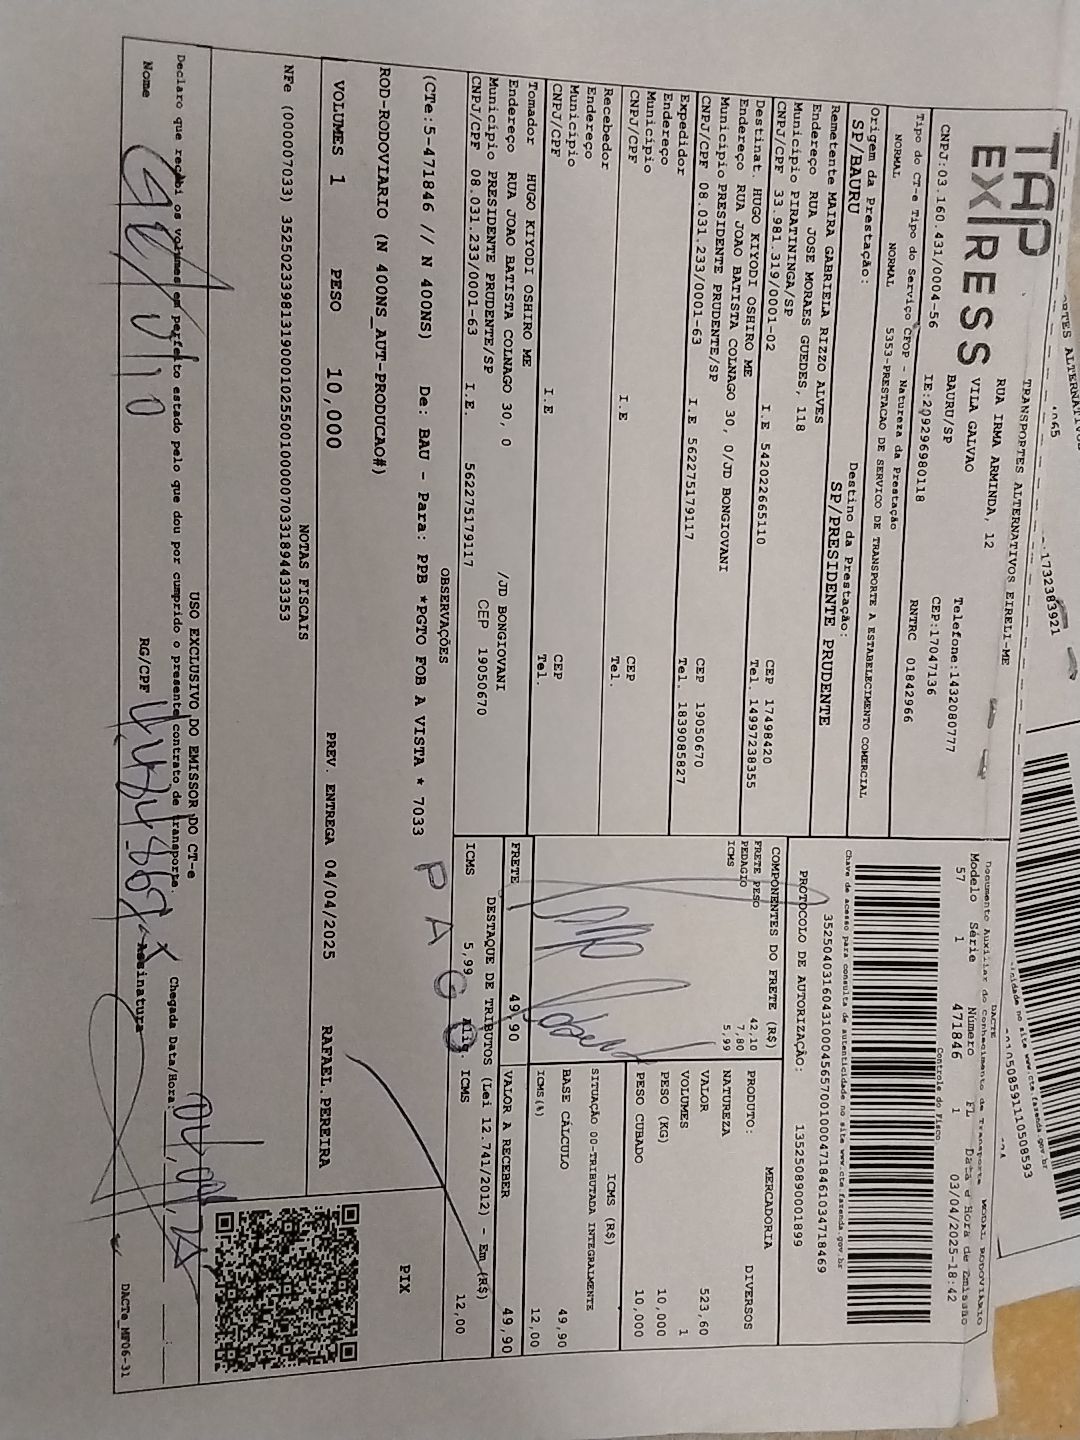 TAP
EXPRESS
TRANSPORTES ALTERNATIVOS EIRELI-ME
RUA IRMA ARMINDA, 12
VILA GALVAO
BAURU/SP
Telefone:1432080777
CEP:17047136
CNPJ:03.160.431/0004-56
IE:209296980118
RNTRC 01842966
Tipo do CT-e Tipo do Serviço CFOP - Natureza da Prestação
NORMAL NORMAL 5353-PRESTACAO DE SERVICO DE TRANSPORTE A ESTABELECIMENTO COMERCIAL
Origem da Prestação: Destino da Prestação:
SP/BAURU SP/PRESIDENTE PRUDENTE
Remetente MAIRA GABRIELA RIZZO ALVES
Endereço RUA JOSE MORAES GUEDES, 118
Município PIRATININGA/SP CEP 17498420
CNPJ/CPF 33.981.319/0001-02 I.E 542022665110 Tel. 14997238355
Destinat. HUGO KIYODI OSHIRO ME
Endereço RUA JOAO BATISTA COLNAGO 30, 0/JD BONGIOVANI
Município PRESIDENTE PRUDENTE/SP CEP 19050670
CNPJ/CPF 08.031.233/0001-63 I.E 562275179117 Tel. 1839085827
Expedidor
Endereço
Município CEP
CNPJ/CPF I.E Tel.
Recebedor
Endereço
Município CEP
CNPJ/CPF I.E Tel.
Tomador HUGO KIYODI OSHIRO ME
Endereço RUA JOAO BATISTA COLNAGO 30, 0 /JD BONGIOVANI
Município PRESIDENTE PRUDENTE/SP CEP 19050670
CNPJ/CPF 08.031.233/0001-63 I.E. 562275179117
DACTE
Documento Auxiliar do Conhecimento de Transporte MODAL RODOVIARIO
Modelo Série Número FL Data e Hora de Emissão
57 1 471846 1 03/04/2025-18:42
Controle do Fisco
Chave de acesso para consulta de autenticidade no site www.cte.fazenda.gov.br
35250403160431000456570010004718461034718469
PROTOCOLO DE AUTORIZAÇÃO: 135250890001899
COMPONENTES DO FRETE (R$)
FRETE PESO 42,10
PEDAGIO 7,80
ICMS 5,99
FRETE 49,90
MERCADORIA
PRODUTO: DIVERSOS
NATUREZA
VALOR 523,60
VOLUMES 1
PESO (KG) 10,000
PESO CUBADO 10,000
ICMS (R$)
SITUAÇÃO 00-TRIBUTADA INTEGRALMENTE
BASE CÁLCULO 49,90
ICMS(%) 12,00
VALOR A RECEBER 49,90
DESTAQUE DE TRIBUTOS (Lei 12.741/2012) - Em (R$)
ICMS 5,99 Aliq. ICMS 12,00
OBSERVAÇÕES
(CTe:5-471846 // N 400NS) De: BAU - Para: PPB *PGTO FOB A VISTA * 7033
PAGO
ROD-RODOVIARIO (N 400NS_AUT-PRODUCAO#)
PIX
VOLUMES 1 PESO 10,000 PREV. ENTREGA 04/04/2025 RAFAEL.PEREIRA
NOTAS FISCAIS
NFe (000007033) 35250233981319000102550010000070331894433353
USO EXCLUSIVO DO EMISSOR DO CT-e
Declaro que recebi os volumes em perfeito estado pelo que dou por cumprido o presente contrato de transporte.
Nome RG/CPF Assinatura Chegada Data/Hora:
DACTe MF06-31